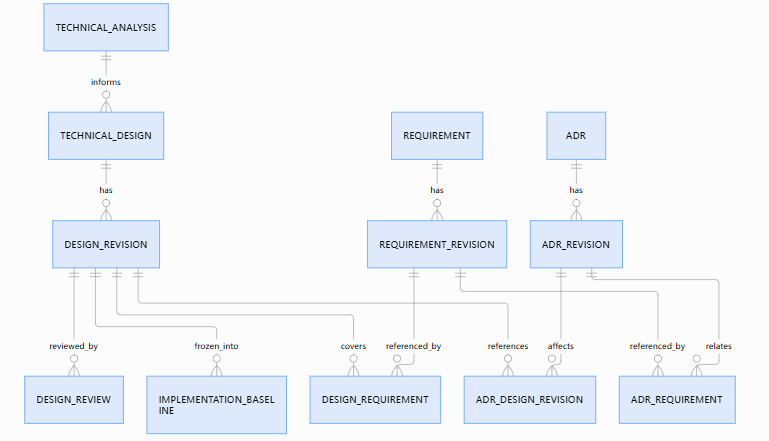 TECHNICAL_ANALYSIS
informs
TECHNICAL_DESIGN
REQUIREMENT
ADR
has
has
has
DESIGN_REVISION
REQUIREMENT_REVISION
ADR_REVISION
reviewed_by
frozen_into
covers
referenced_by
references
affects
referenced_by
relates
DESIGN_REVIEW
IMPLEMENTATION_BASEL
INE
DESIGN_REQUIREMENT
ADR_DESIGN_REVISION
ADR_REQUIREMENT